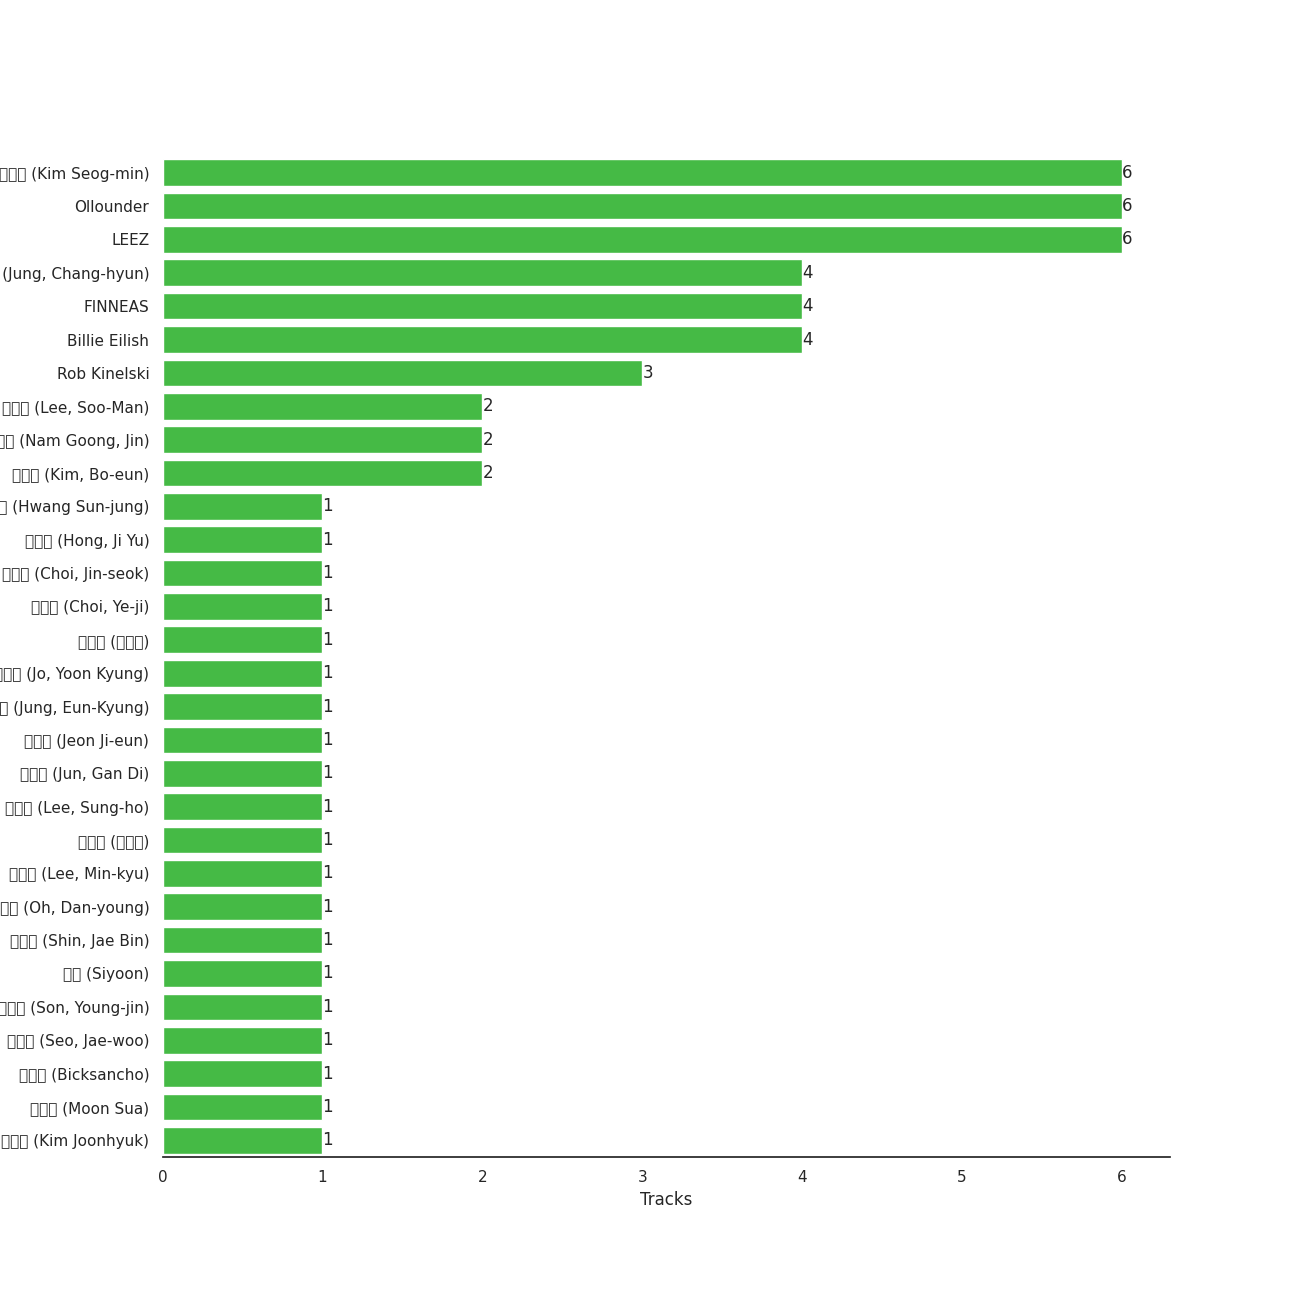 (Kim Seog-min) 6
Ollounder 6
LEEZ 6
(Jung, Chang-hyun) 4
FINNEAS 4
Billie Eilish 4
Rob Kinelski 3
(Lee, Soo-Man) 2
(Nam Goong, Jin) 2
(Kim, Bo-eun) 2
(Hwang Sun-jung) 1
(Hong, Ji Yu) 1
(Choi, Jin-seok) 1
(Choi, Ye-ji) 1
1
(Jo, Yoon Kyung) 1
(Jung, Eun-Kyung) 1
(Jeon Ji-eun) 1
(Jun, Gan Di) 1
(Lee, Sung-ho) 1
1
(Lee, Min-kyu) 1
(Oh, Dan-young) 1
(Shin, Jae Bin) 1
(Siyoon) 1
(Son, Young-jin) 1
(Seo, Jae-woo) 1
(Bicksancho) 1
(Moon Sua) 1
(Kim Joonhyuk) 1
0 1 2 3 4 5 6
Tracks